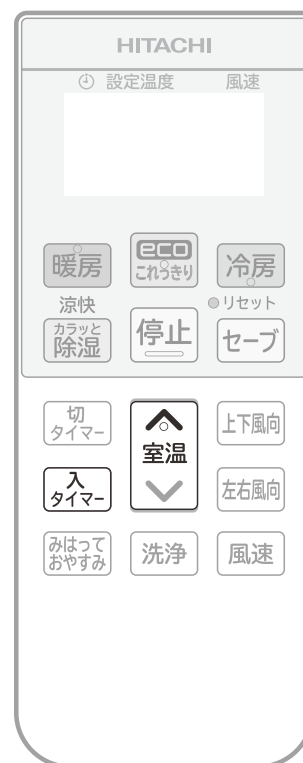 HITACHI
設定温度 風速
暖房
eco
これっきり
冷房
涼快
カラッと
除湿
停止
リセット
セーブ
切
タイマー
室温
上下風向
入
タイマー
左右風向
みはって
おやすみ
洗浄
風速